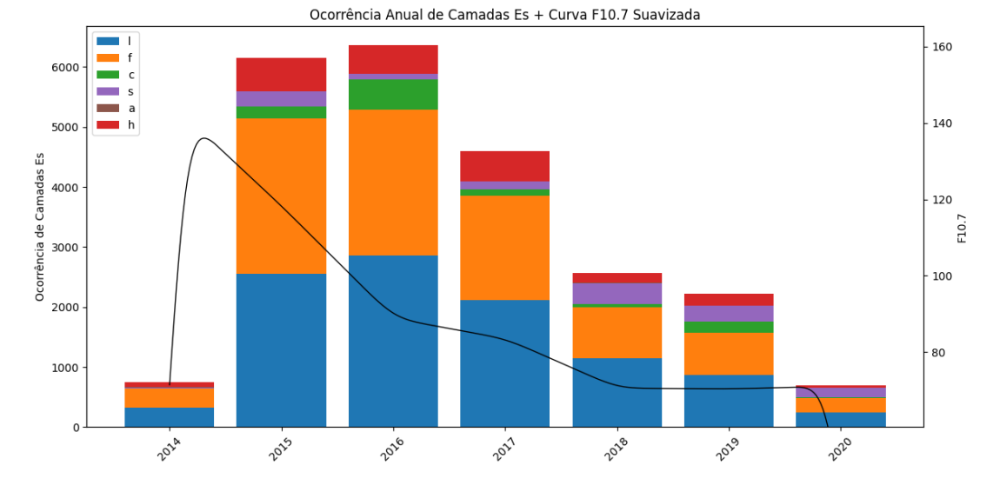 Ocorrência Anual de Camadas Es + Curva F10.7 Suavizada
l
f
c
s
a
h
Ocorrência de Camadas Es
6000
5000
4000
3000
2000
1000
0
160
140
120
100
80
F10.7
2014
2015
2016
2017
2018
2019
2020